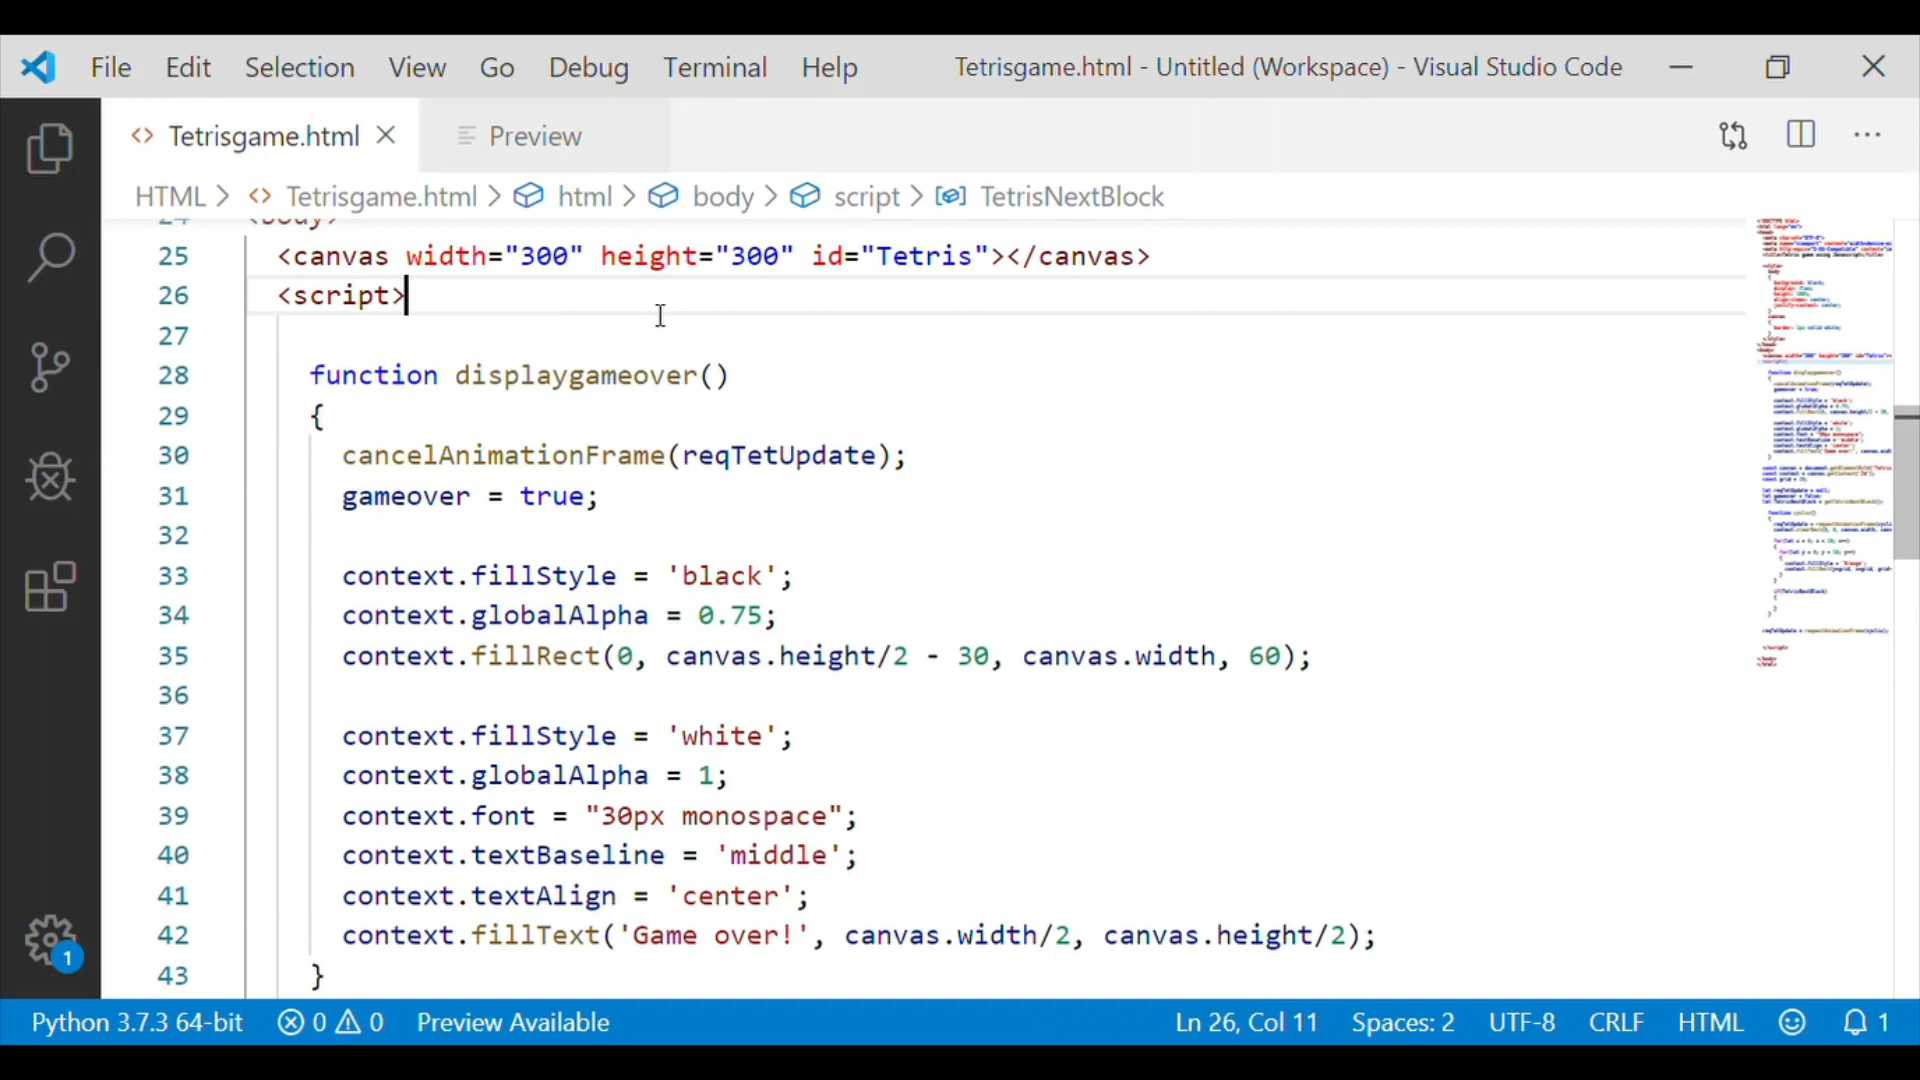 File Edit Selection View Go Debug Terminal Help Tetrisgame.html - Untitled (Workspace) - Visual Studio Code
Tetrisgame.html Preview
HTML > Tetrisgame.html > html > body > script > TetrisNextBlock
24 <body>
25 <canvas width="300" height="300" id="Tetris"></canvas>
26 <script>
27
28 function displaygameover()
29 {
30 cancelAnimationFrame(reqTetUpdate);
31 gameover = true;
32
33 context.fillStyle = 'black';
34 context.globalAlpha = 0.75;
35 context.fillRect(0, canvas.height/2 - 30, canvas.width, 60);
36
37 context.fillStyle = 'white';
38 context.globalAlpha = 1;
39 context.font = "30px monospace";
40 context.textBaseline = 'middle';
41 context.textAlign = 'center';
42 context.fillText('Game over!', canvas.width/2, canvas.height/2);
43 }
1
Python 3.7.3 64-bit 0 0 Preview Available Ln 26, Col 11 Spaces: 2 UTF-8 CRLF HTML 1